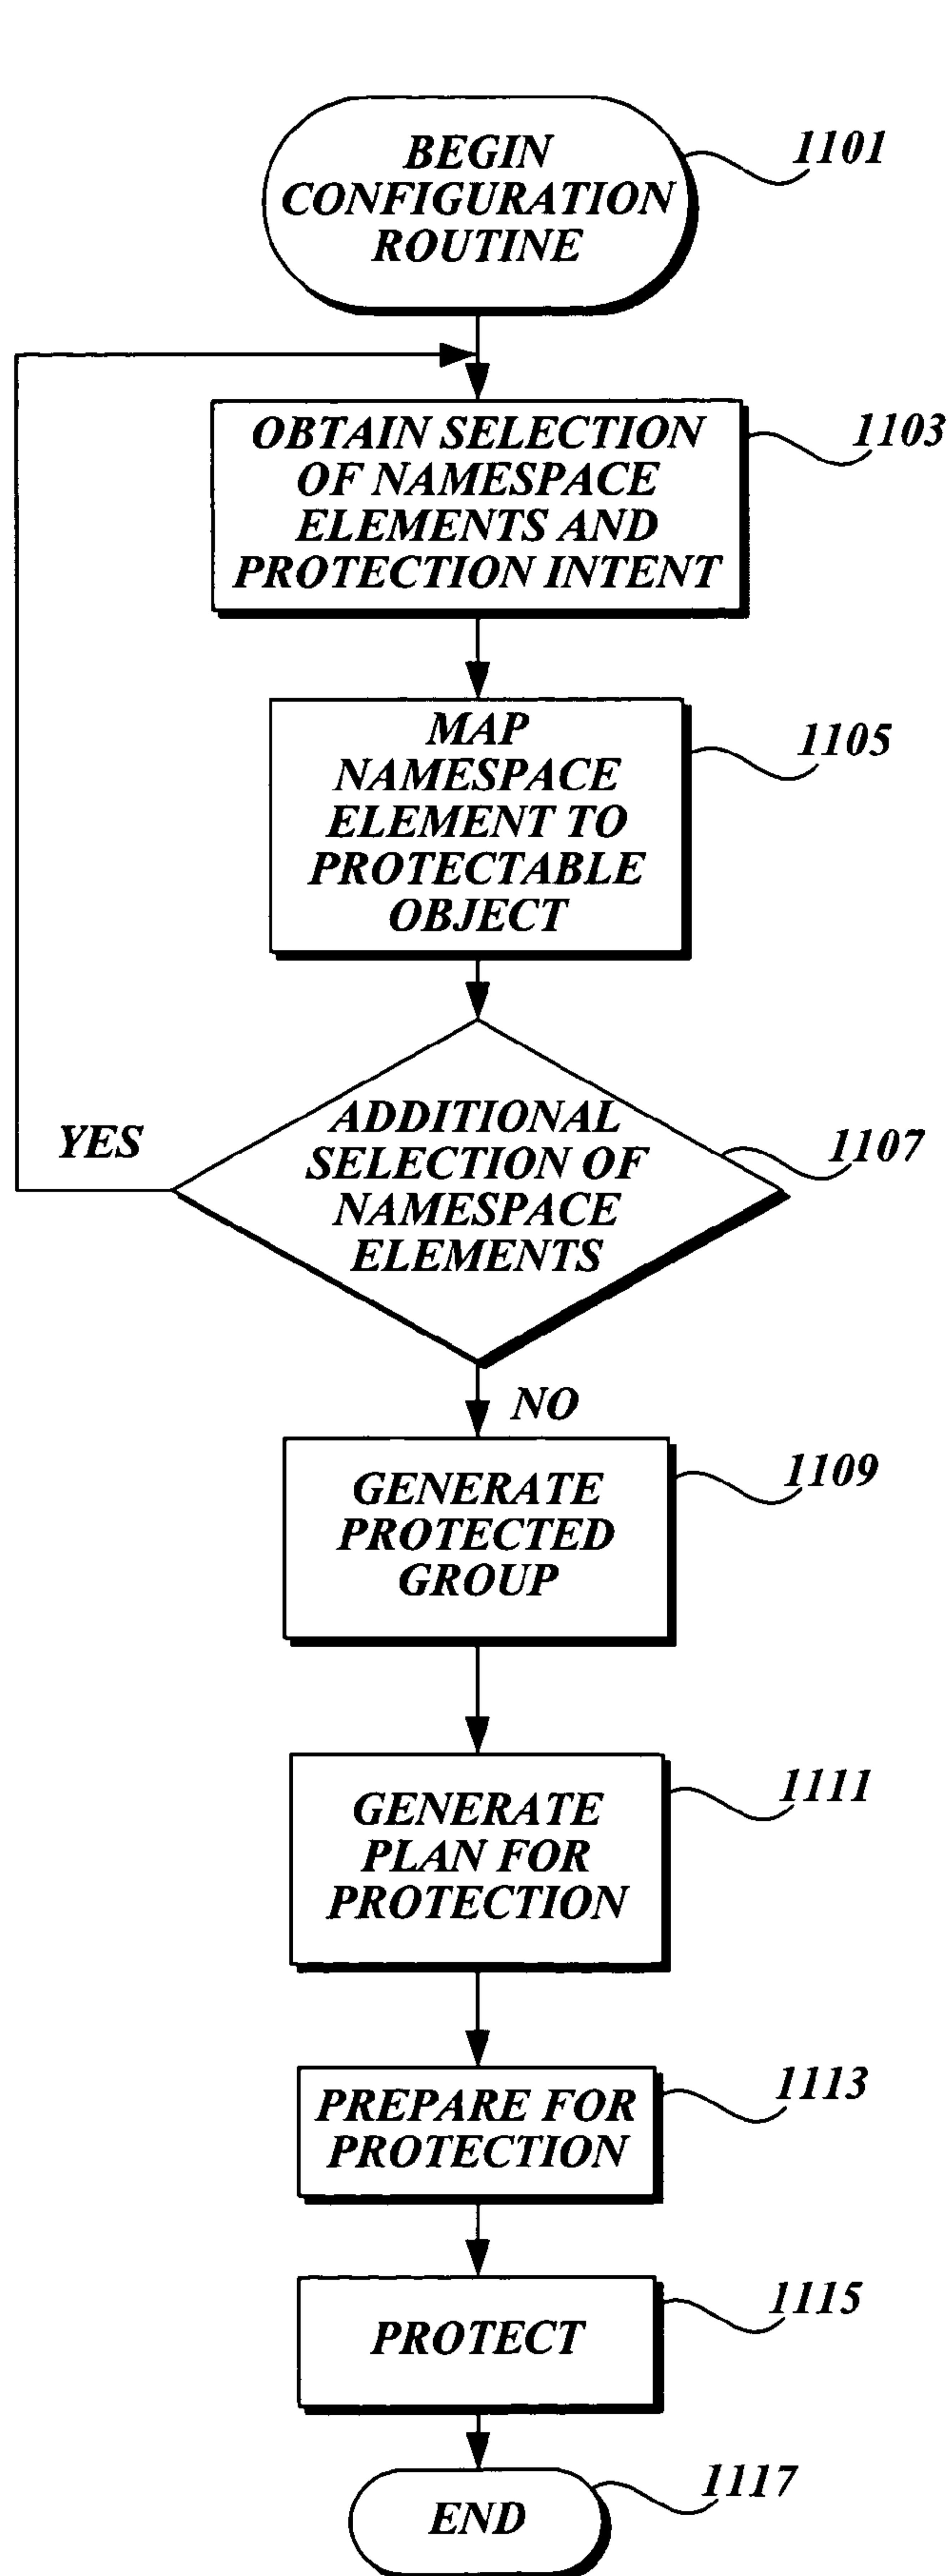 BEGIN
CONFIGURATION
ROUTINE
1101
OBTAIN SELECTION
OF NAMESPACE
ELEMENTS AND
PROTECTION INTENT
1103
MAP
NAMESPACE
ELEMENT TO
PROTECTABLE
OBJECT
1105
ADDITIONAL
SELECTION OF
NAMESPACE
ELEMENTS
1107
YES
NO
GENERATE
PROTECTED
GROUP
1109
GENERATE
PLAN FOR
PROTECTION
1111
PREPARE FOR
PROTECTION
1113
PROTECT
1115
END
1117